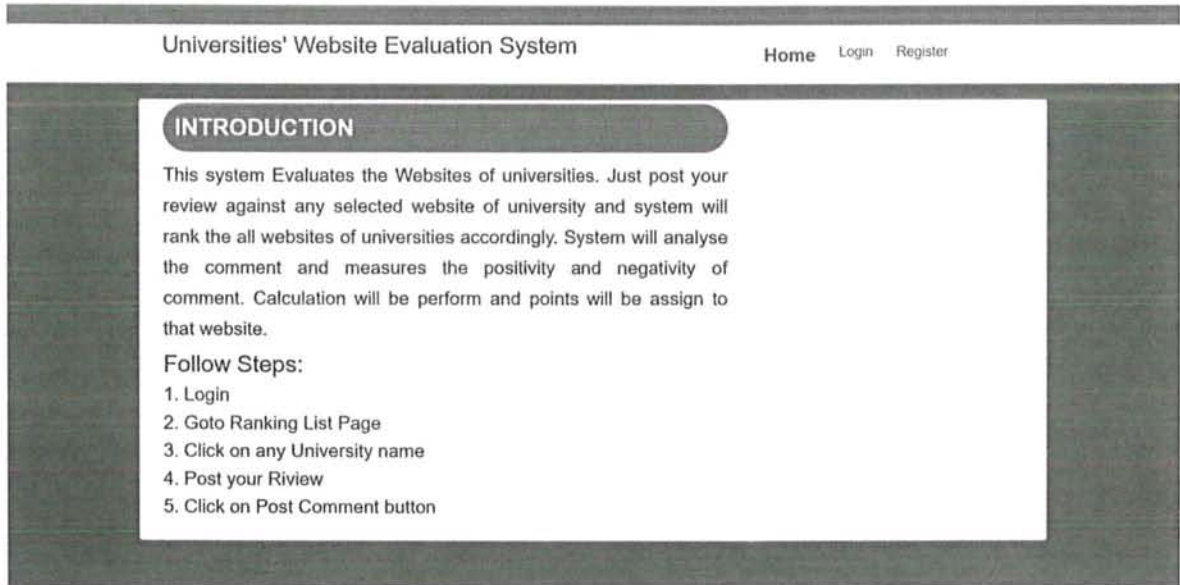 Universities' Website Evaluation System
Home Login Register
INTRODUCTION
This system Evaluates the Websites of universities. Just post your
review against any selected website of university and system will
rank the all websites of universities accordingly. System will analyse
the comment and measures the positivity and negativity of
comment. Calculation will be perform and points will be assign to
that website.
Follow Steps:
1. Login
2. Goto Ranking List Page
3. Click on any University name
4. Post your Riview
5. Click on Post Comment button